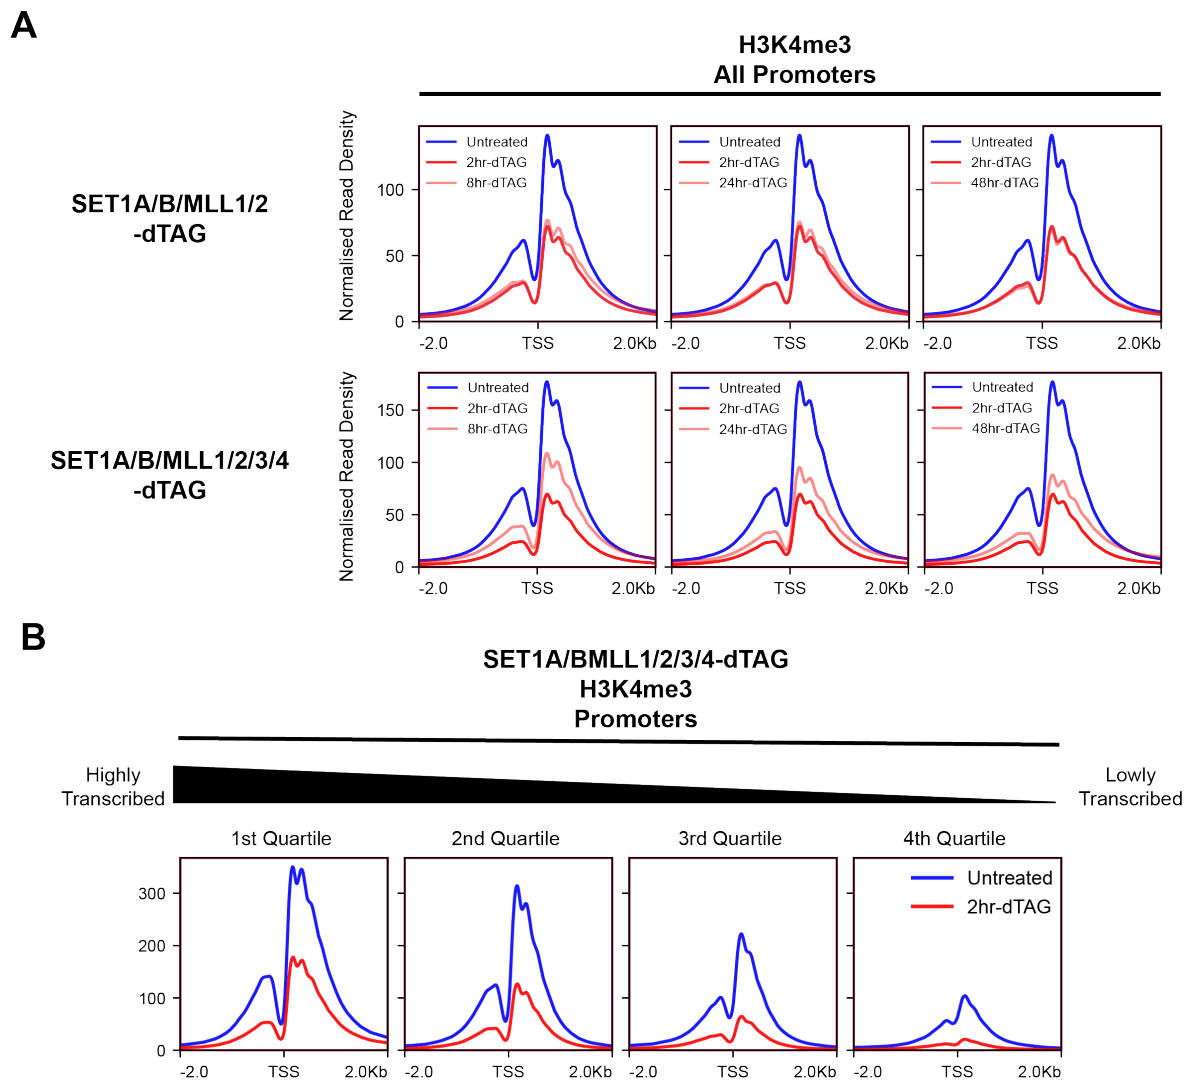 A
H3K4me3
All Promoters
SET1A/B/MLL1/2
-dTAG
Normalised Read Density
100
50
0
Untreated
2hr-dTAG
8hr-dTAG
-2.0 TSS 2.0Kb
Untreated
2hr-dTAG
24hr-dTAG
-2.0 TSS 2.0Kb
Untreated
2hr-dTAG
48hr-dTAG
-2.0 TSS 2.0Kb
SET1A/B/MLL1/2/3/4
-dTAG
Normalised Read Density
150
100
50
0
Untreated
2hr-dTAG
8hr-dTAG
-2.0 TSS 2.0Kb
Untreated
2hr-dTAG
24hr-dTAG
-2.0 TSS 2.0Kb
Untreated
2hr-dTAG
48hr-dTAG
-2.0 TSS 2.0Kb
B
SET1A/BMLL1/2/3/4-dTAG
H3K4me3
Promoters
Highly
Transcribed
Lowly
Transcribed
1st Quartile
2nd Quartile
3rd Quartile
4th Quartile
300
200
100
0
Untreated
2hr-dTAG
-2.0 TSS 2.0Kb
-2.0 TSS 2.0Kb
-2.0 TSS 2.0Kb
-2.0 TSS 2.0Kb